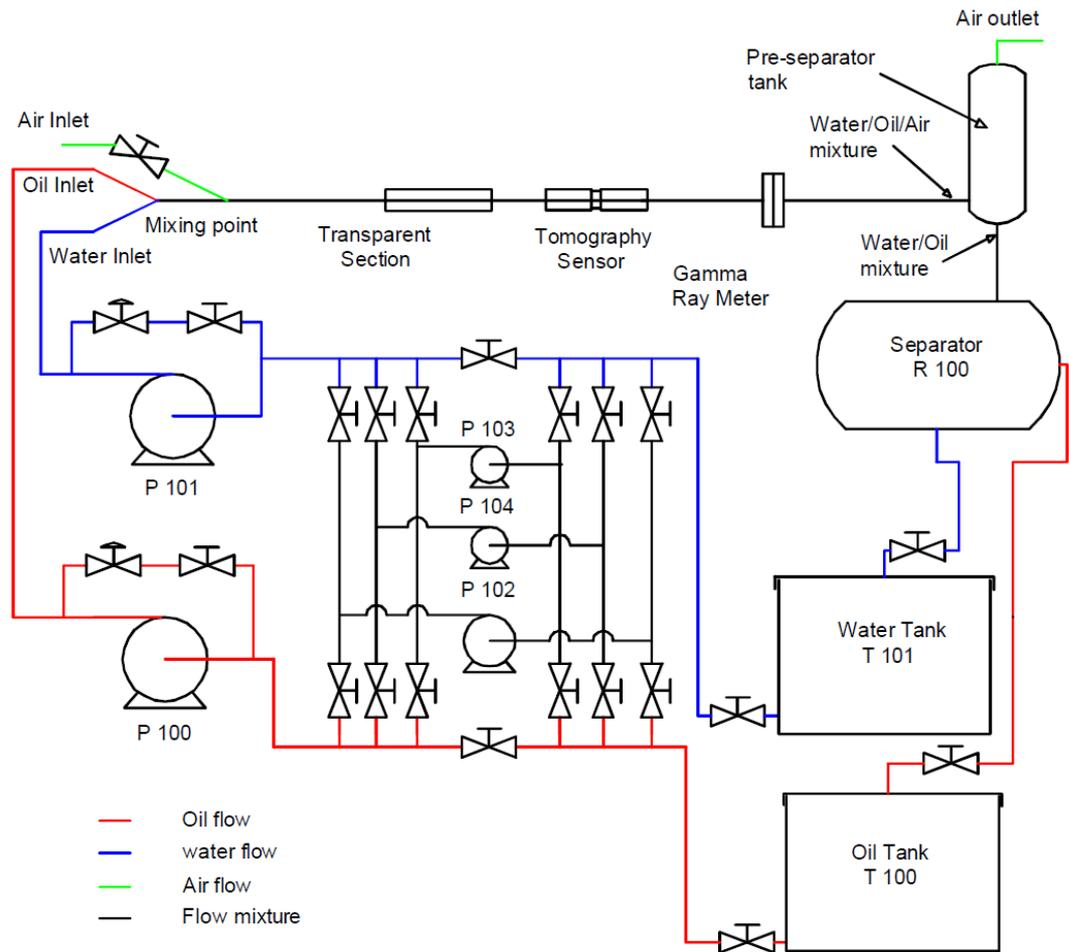 Air outlet
Pre-separator
tank
Air Inlet
Water/Oil/Air
mixture
Oil Inlet
Mixing point
Water Inlet
Transparent
Section
Tomography
Sensor
Gamma
Ray Meter
Water/Oil
mixture
Separator
R 100
P 103
P 104
P 101
P 102
Water Tank
T 101
P 100
Oil flow
water flow
Air flow
Flow mixture
Oil Tank
T 100